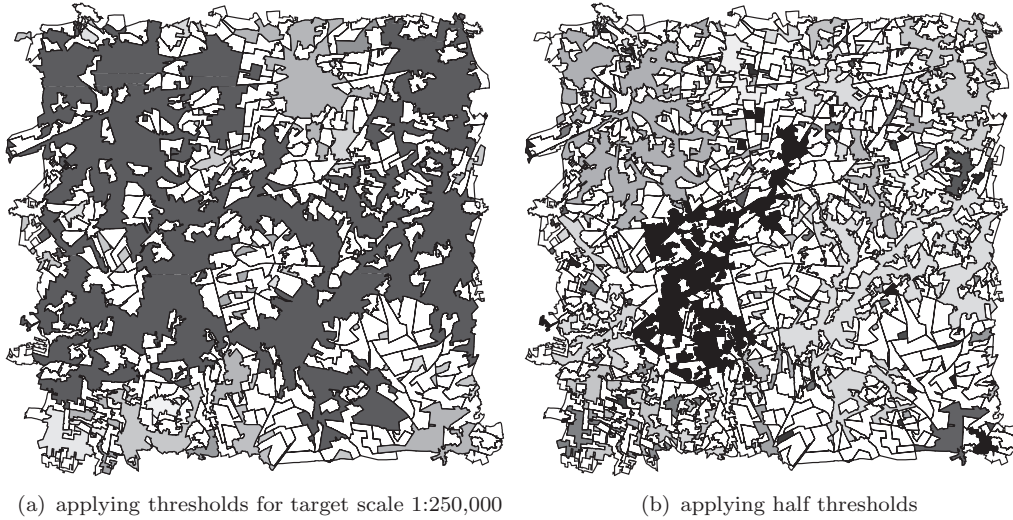 (a) applying thresholds for target scale 1:250,000
(b) applying half thresholds